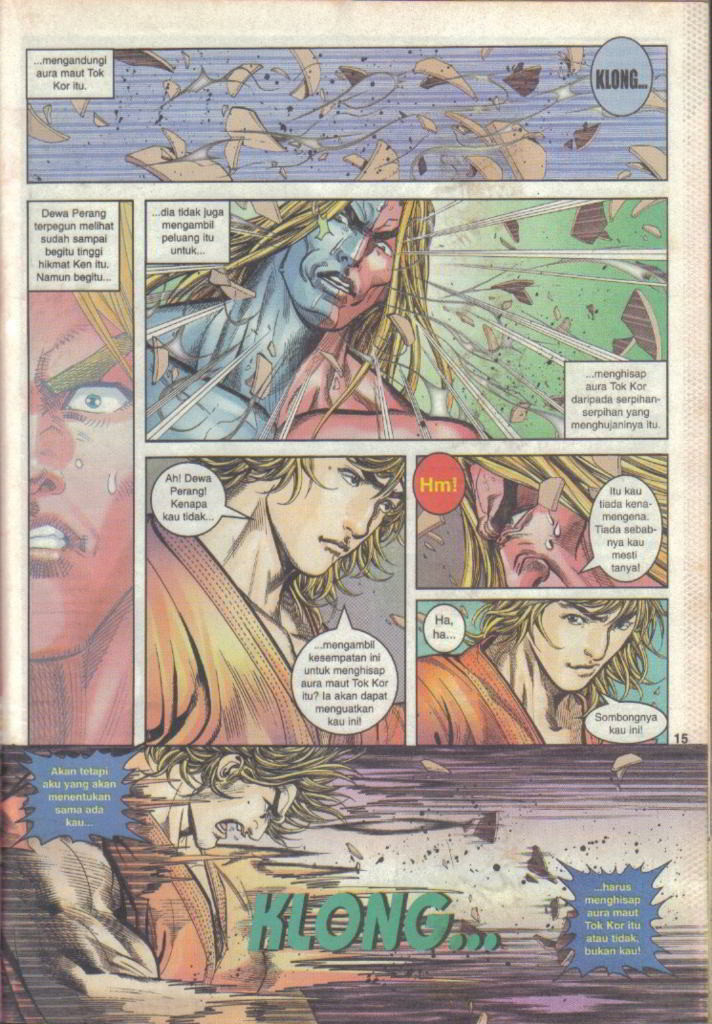 ...mengandungi
aura maut Tok
Kor itu.
KLONG...
Dewa Perang
terpegun melihat
sudah sampai
begitu tinggi
hikmat Ken itu.
Namun begitu...
...dia tidak juga
mengambil
peluang itu
untuk...
...menghisap
aura Tok Kor
daripada serpihan-
serpihan yang
menghujaninya itu.
Ah! Dewa
Perang!
Kenapa
kau tidak...
...mengambil
kesempatan ini
untuk menghisap
aura maut Tok Kor
itu? Ia akan dapat
menguatkan
kau ini!
Hm!
Itu kau
tiada kena-
mengena.
Tiada sebab-
nya kau
mesti
tanya!
Ha,
ha...
Sombongnya
kau ini!
15
Akan tetapi
aku yang akan
menentukan
sama ada
kau...
KLONG...
...harus
menghisap
aura maut
Tok Kor itu
atau tidak,
bukan kau!